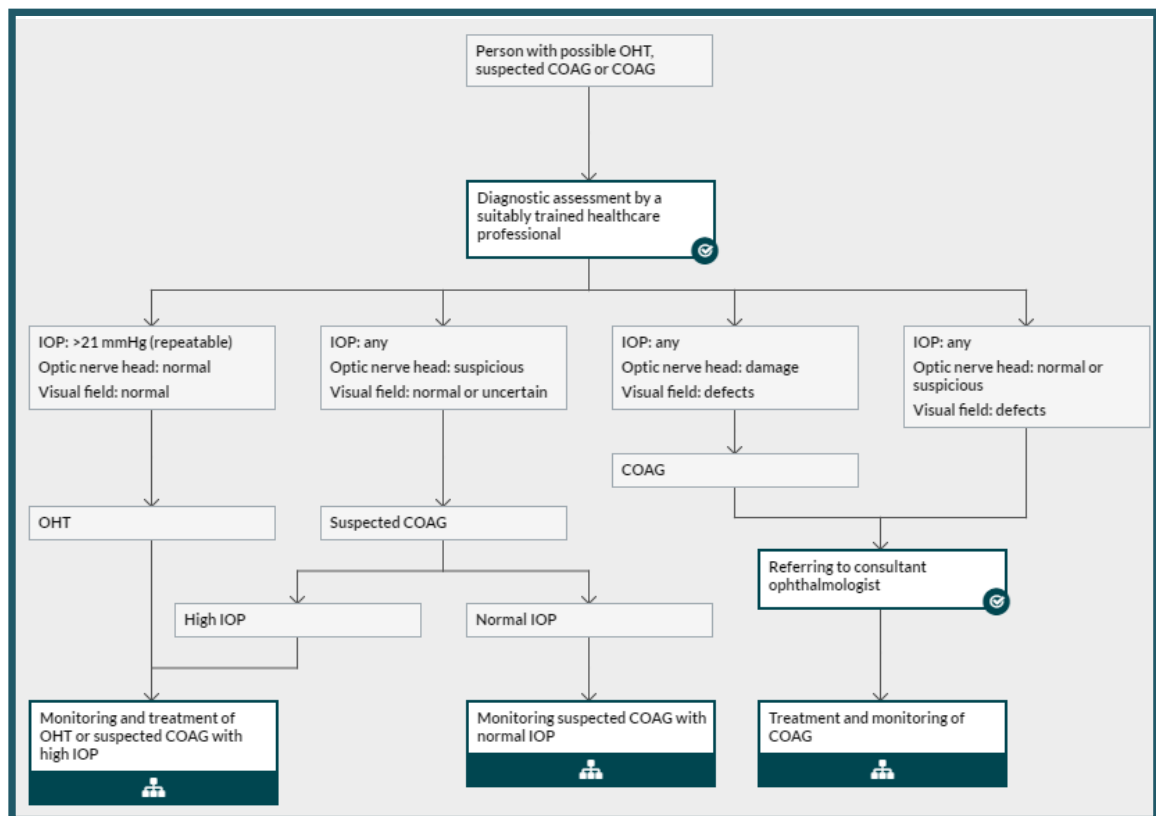 Person with possible OHT,
suspected COAG or COAG
Diagnostic assessment by a
suitably trained healthcare
professional
IOP: >21 mmHg (repeatable)
Optic nerve head: normal
Visual field: normal
IOP: any
Optic nerve head: suspicious
Visual field: normal or uncertain
IOP: any
Optic nerve head: damage
Visual field: defects
IOP: any
Optic nerve head: normal or
suspicious
Visual field: defects
COAG
OHT
Suspected COAG
Referring to consultant
ophthalmologist
High IOP
Normal IOP
Monitoring and treatment of
OHT or suspected COAG with
high IOP
Monitoring suspected COAG with
normal IOP
Treatment and monitoring of
COAG